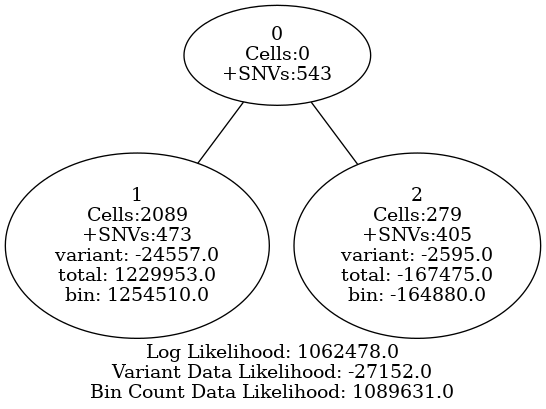 0
Cells:0
+SNVs:543
1
Cells:2089
+SNVs:473
variant: -24557.0
total: 1229953.0
bin: 1254510.0
2
Cells:279
+SNVs:405
variant: -2595.0
total: -167475.0
bin: -164880.0
Log Likelihood: 1062478.0
Variant Data Likelihood: -27152.0
Bin Count Data Likelihood: 1089631.0